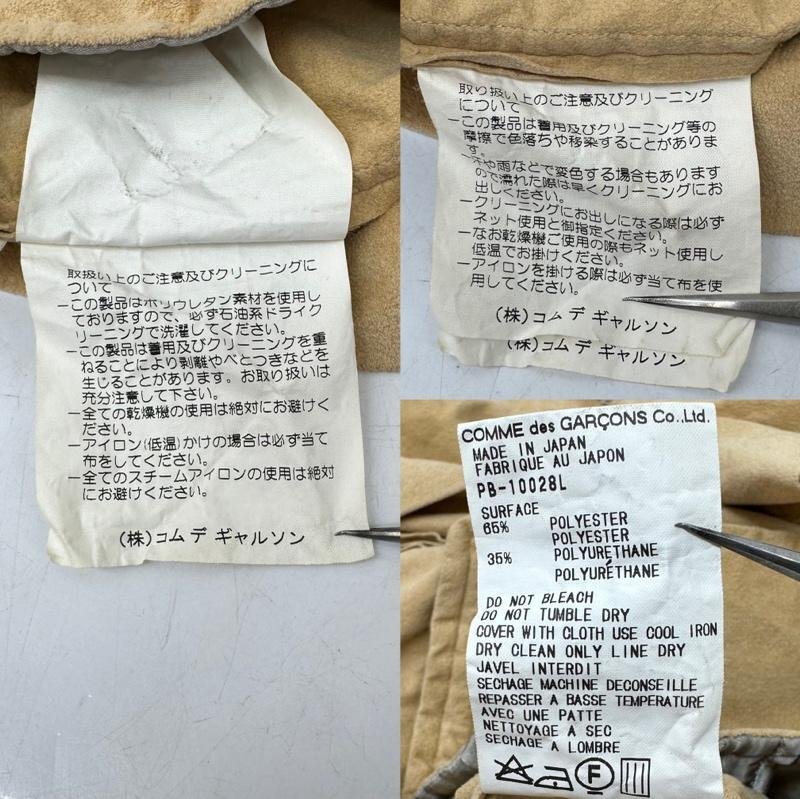 取扱い上のご注意及びクリーニングに
ついて
−この製品はポリウレタン素材を使用し
ておりますので、必ず石油系ドライク
リーニングで洗濯してください。
−この製品は着用及びクリーニングを重
ねることにより剥離やべとつきなどを
生じることがあります。お取り扱いは
充分注意して下さい。
−全ての乾燥機の使用は絶対にお避けく
ださい。
−アイロン(低温)かけの場合は必ず当て
布をしてください。
−全てのスチームアイロンの使用は絶対
にお避けください。
(株)コム デ ギャルソン
取り扱い上のご注意及びクリーニング
について
−この製品は着用及びクリーニング等の
摩擦で色落ちや移染することがありま
す。
−汗や雨などで変色する場合もあります
ので濡れた際は早くクリーニングにお
出しください。
−クリーニングにお出しになる際は必ず
ネット使用と御指定ください。
−なお乾燥機ご使用の際もネット使用し
低温でお掛けください。
−アイロンを掛ける際は必ず当て布を使
用してください。
(株)コム デ ギャルソン
(株)コム デ ギャルソン
COMME des GARÇONS Co.,Ltd.
MADE IN JAPAN
FABRIQUE AU JAPON
PB-10028L
SURFACE
65% POLYESTER
POLYESTER
35% POLYURETHANE
POLYURÉTHANE
DO NOT BLEACH
DO NOT TUMBLE DRY
COVER WITH CLOTH USE COOL IRON
DRY CLEAN ONLY LINE DRY
JAVEL INTERDIT
SECHAGE MACHINE DECONSEILLE
REPASSER A BASSE TEMPERATURE
AVEC UNE PATTE
NETTOYAGE A SEC
SECHAGE A LOMBRE
F